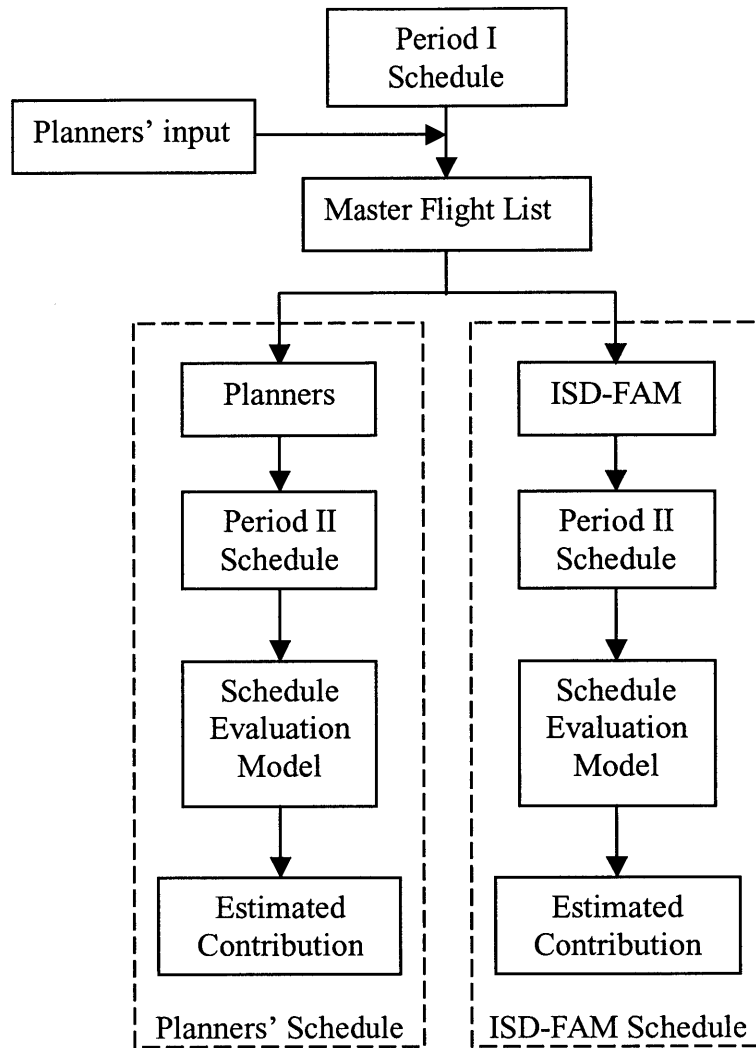 Period I
Schedule
Planners’ input
Master Flight List
Planners
ISD-FAM
Period II
Schedule
Period II
Schedule
Schedule
Evaluation
Model
Schedule
Evaluation
Model
Estimated
Contribution
Estimated
Contribution
Planners’ Schedule
ISD-FAM Schedule